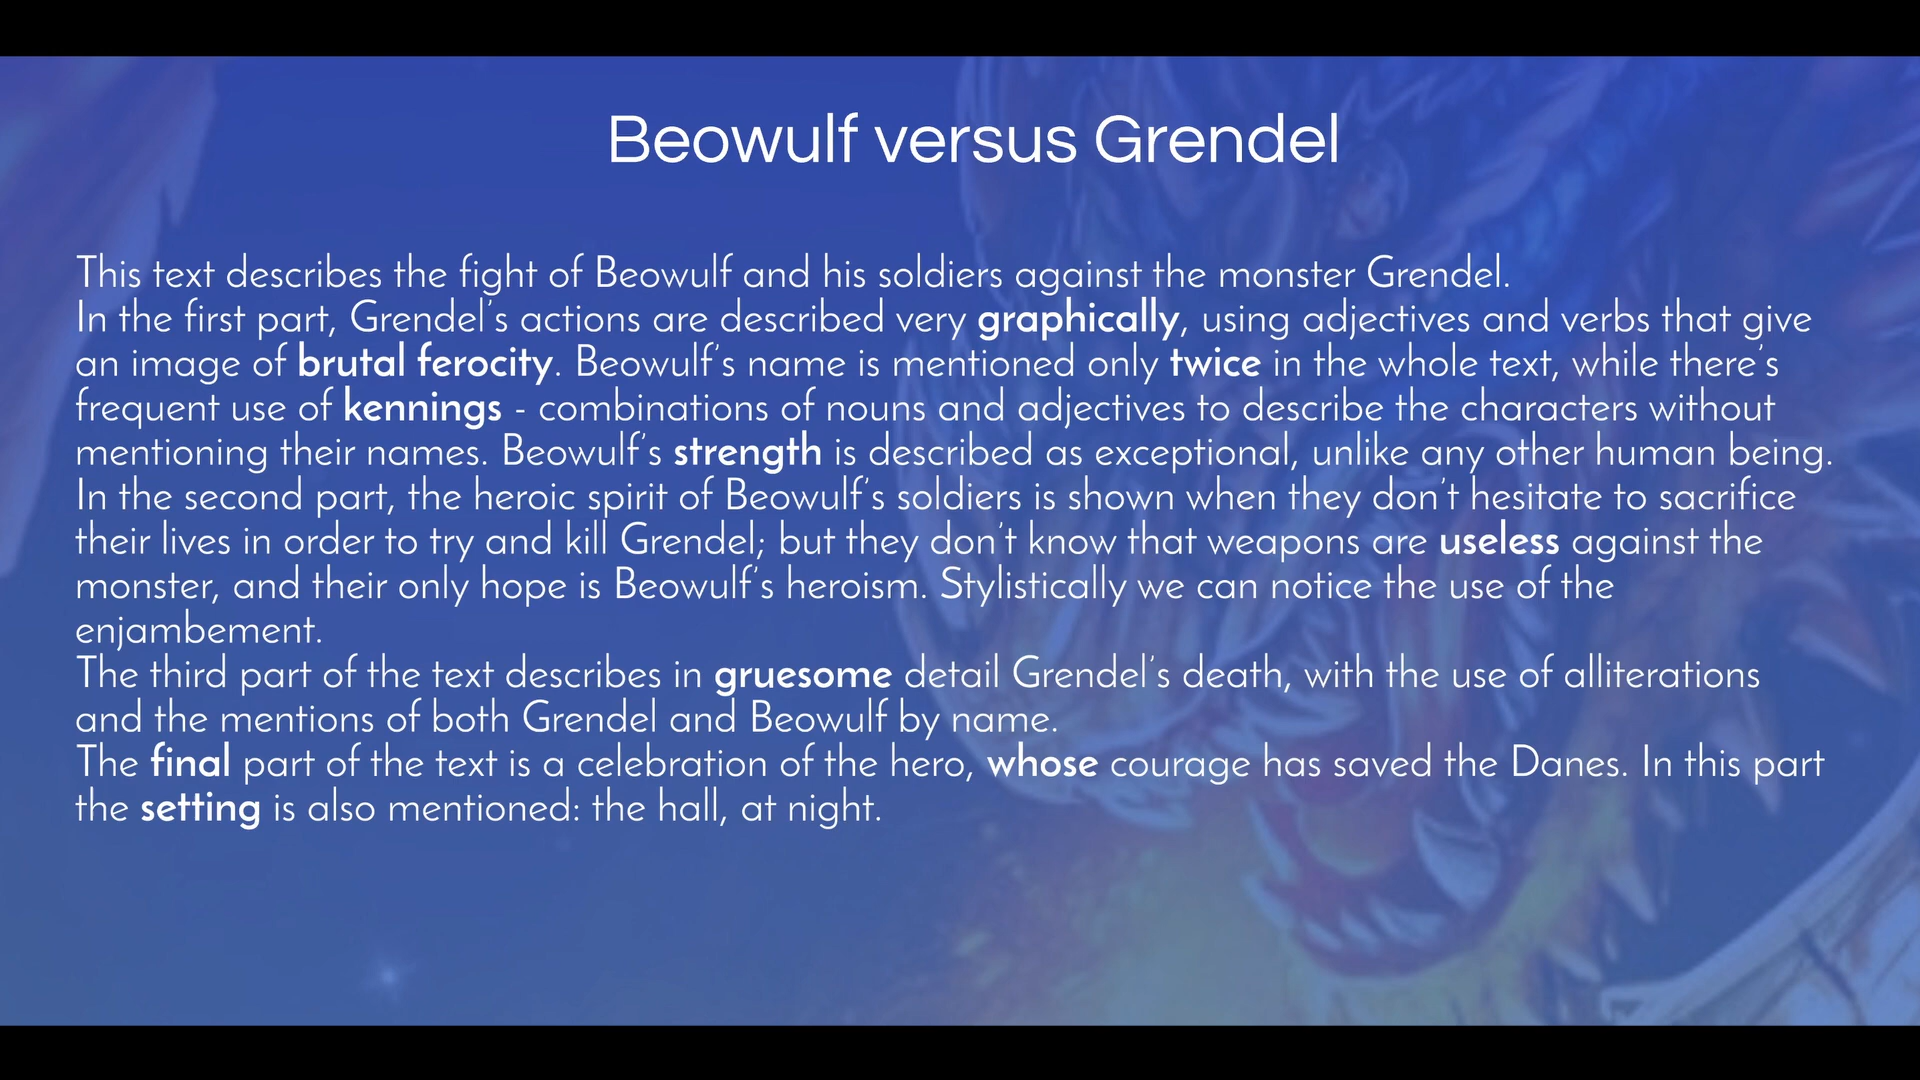 Beowulf versus Grendel
This text describes the fight of Beowulf and his soldiers against the monster Grendel.
In the first part, Grendel's actions are described very graphically, using adjectives and verbs that give
an image of brutal ferocity. Beowulf's name is mentioned only twice in the whole text, while there's
frequent use of kennings - combinations of nouns and adjectives to describe the characters without
mentioning their names. Beowulf's strength is described as exceptional, unlike any other human being.
In the second part, the heroic spirit of Beowulf's soldiers is shown when they don't hesitate to sacrifice
their lives in order to try and kill Grendel; but they don't know that weapons are useless against the
monster, and their only hope is Beowulf's heroism. Stylistically we can notice the use of the
enjambement.
The third part of the text describes in gruesome detail Grendel's death, with the use of alliterations
and the mentions of both Grendel and Beowulf by name.
The final part of the text is a celebration of the hero, whose courage has saved the Danes. In this part
the setting is also mentioned: the hall, at night.